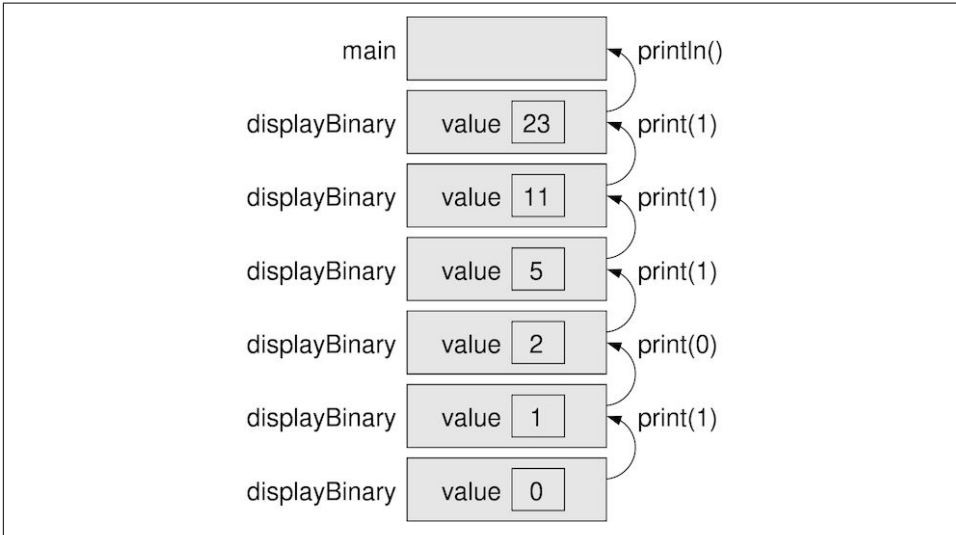 main println()
displayBinary value 23 print(1)
displayBinary value 11 print(1)
displayBinary value 5 print(1)
displayBinary value 2 print(0)
displayBinary value 1 print(1)
displayBinary value 0